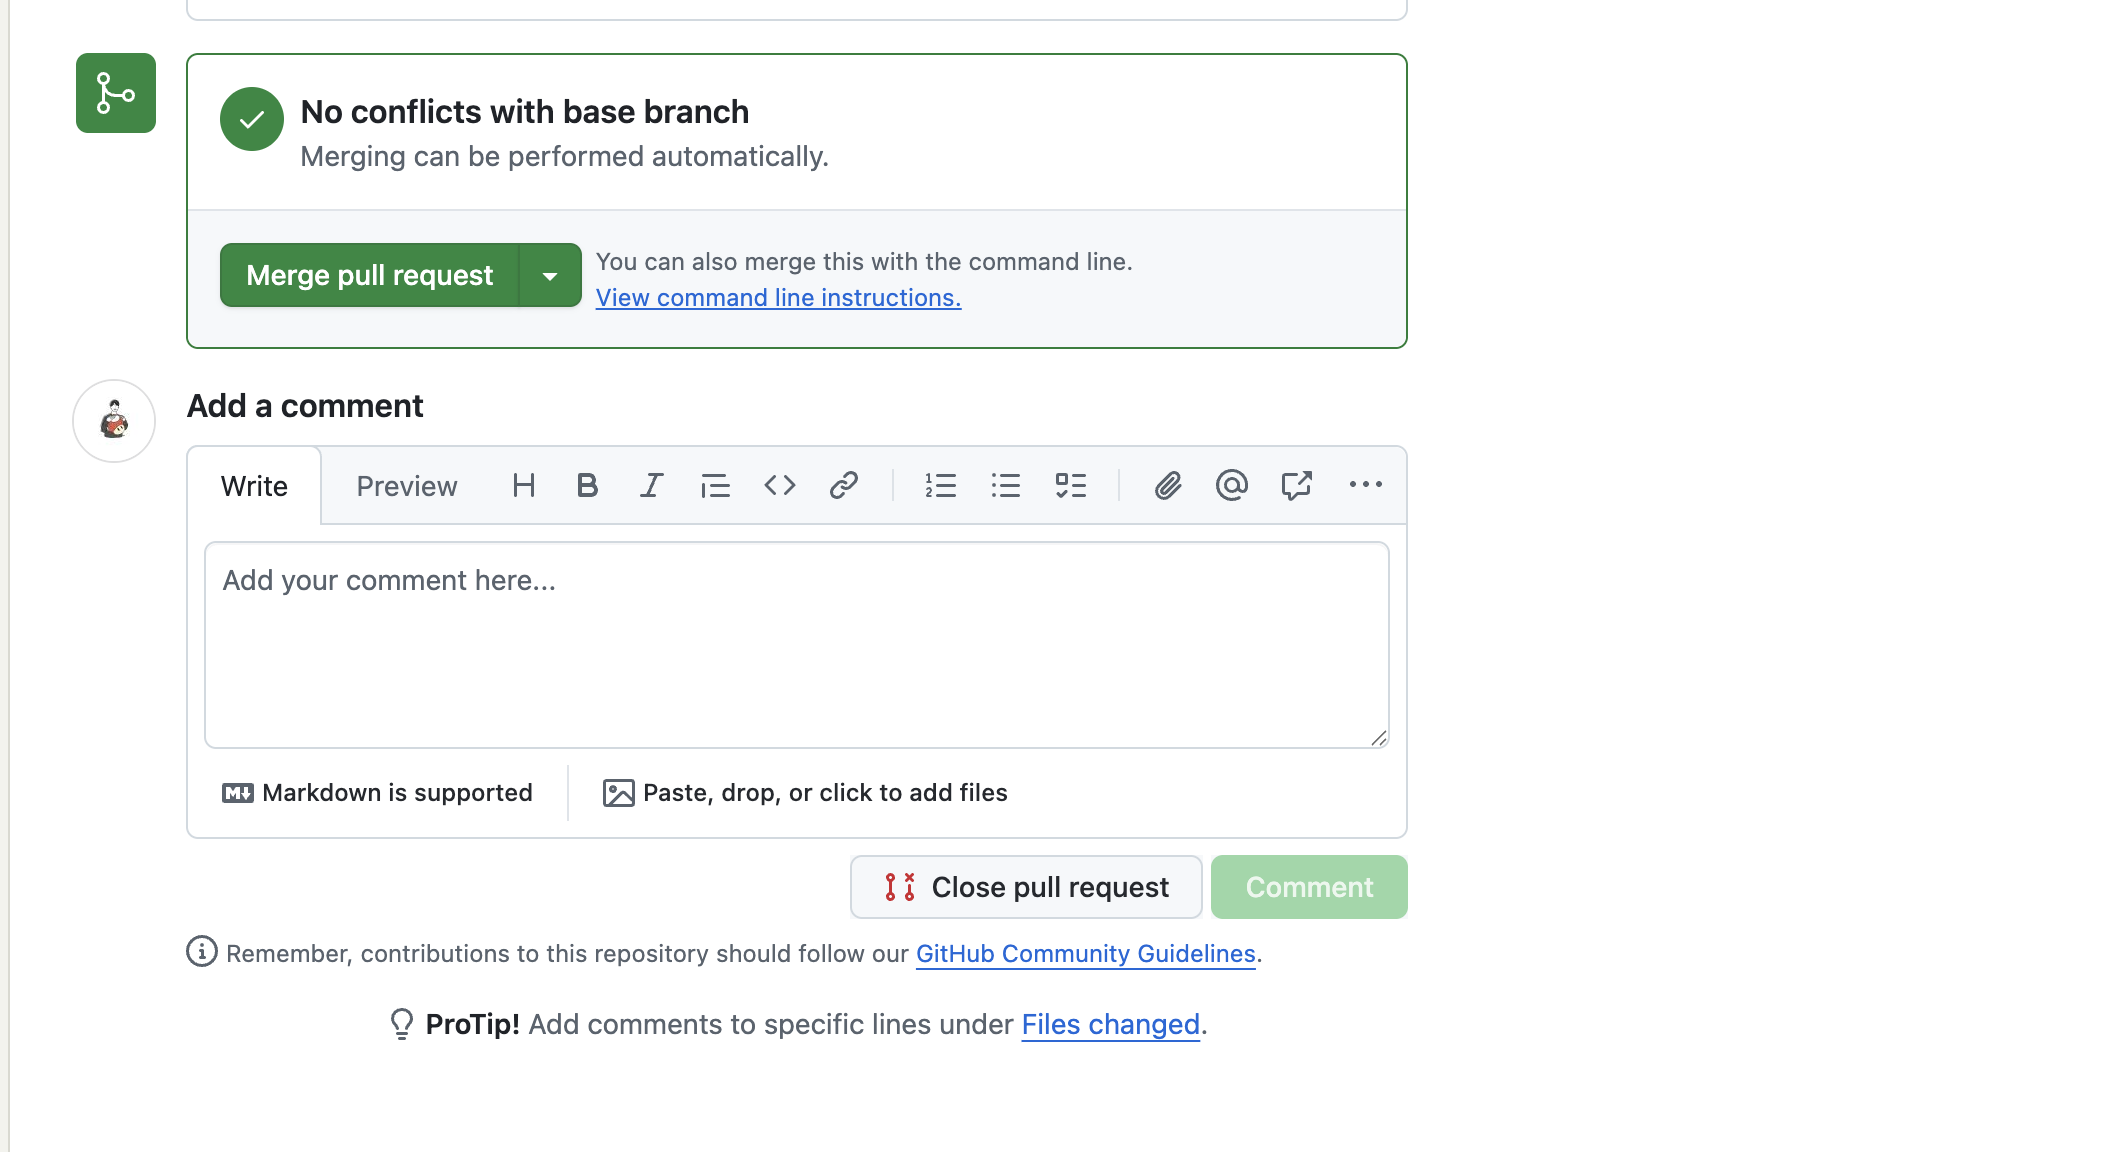 No conflicts with base branch
Merging can be performed automatically.
Merge pull request
You can also merge this with the command line.
View command line instructions.
Add a comment
Write Preview
Add your comment here...
Markdown is supported
Paste, drop, or click to add files
Close pull request
Comment
Remember, contributions to this repository should follow our GitHub Community Guidelines.
ProTip! Add comments to specific lines under Files changed.